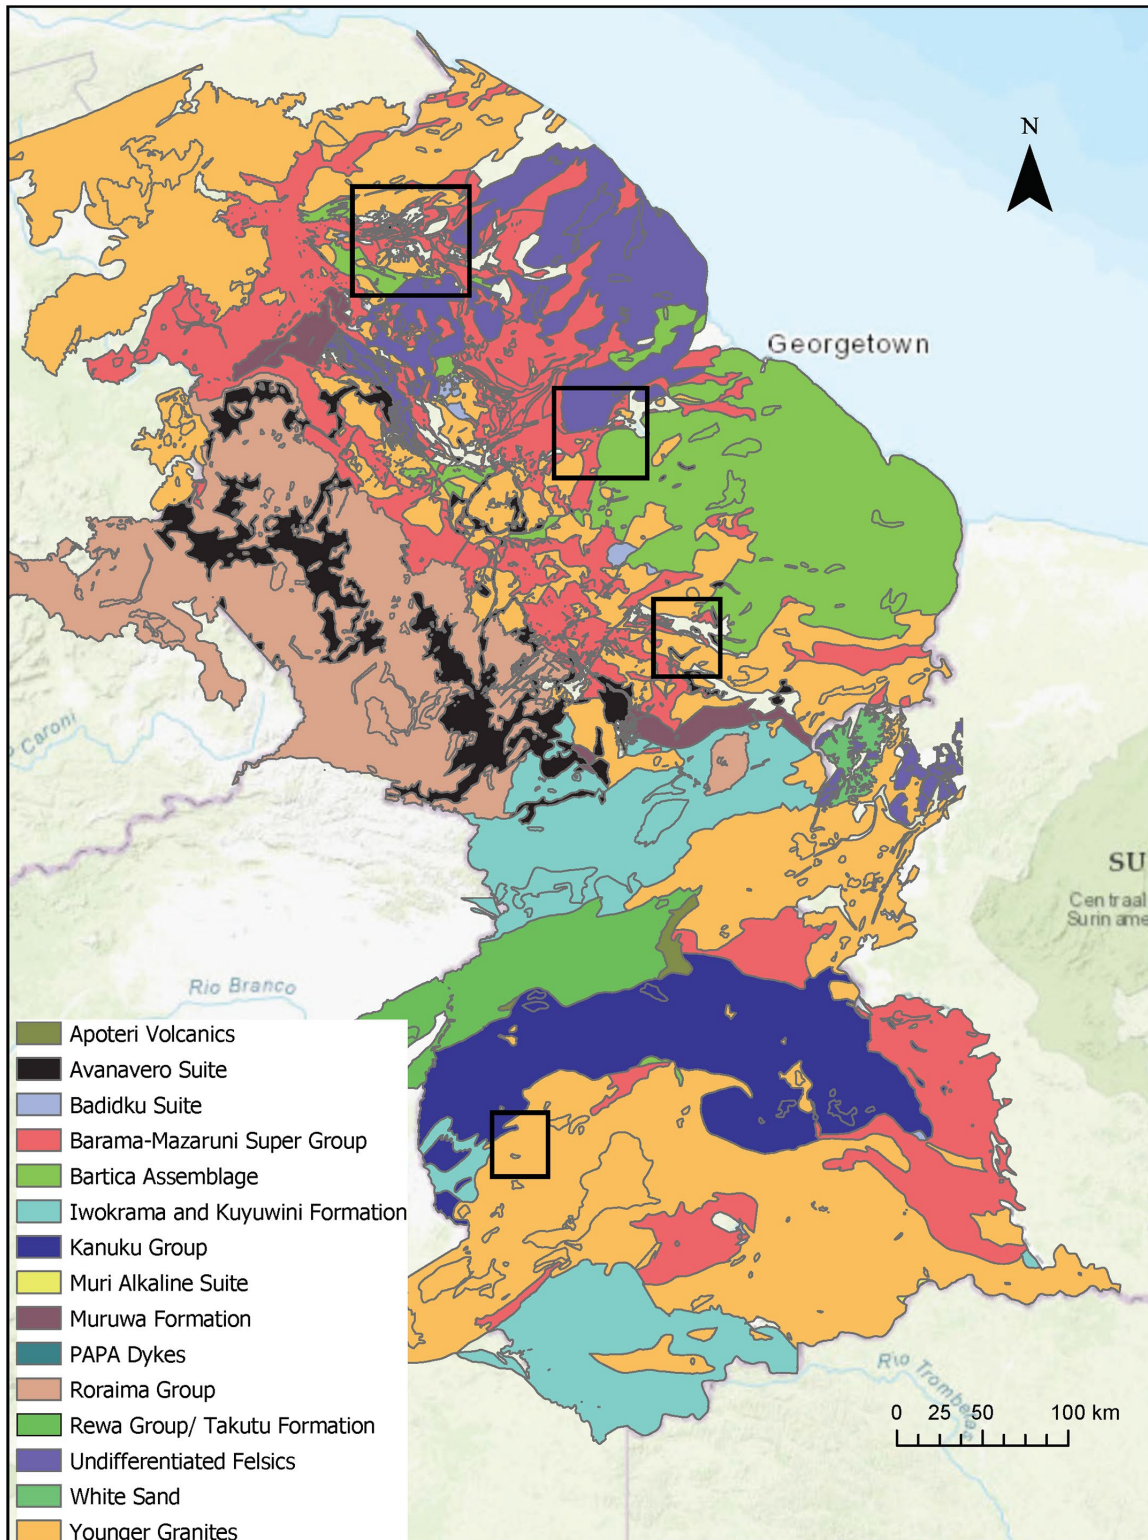 N
Georgetown
Caroni
SU
Centraal
Suriname
Rio Branco
Apoteri Volcanics
Avanavero Suite
Badidku Suite
Barama-Mazaruni Super Group
Bartica Assemblage
Iwokrama and Kuyuwini Formation
Kanuku Group
Muri Alkaline Suite
Muruwa Formation
PAPA Dykes
Roraima Group
Rewa Group/ Takutu Formation
Undifferentiated Felsics
White Sand
Younger Granites
Rio Trombetas
0 25 50 100 km